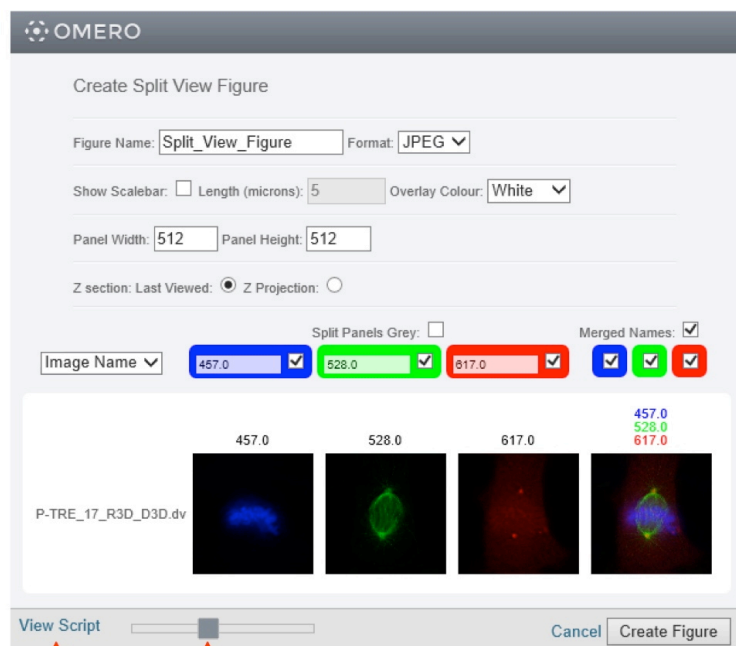 OMERO
Create Split View Figure
Figure Name: Split_View_Figure Format: JPEG
Show Scalebar: Length (microns): 5 Overlay Colour: White
Panel Width: 512 Panel Height: 512
Z section: Last Viewed: Z Projection:
Split Panels Grey: Merged Names:
Image Name 457.0 528.0 617.0
457.0
528.0
457.0 528.0 617.0 617.0
P-TRE_17_R3D_D3D.dv
View Script Cancel Create Figure